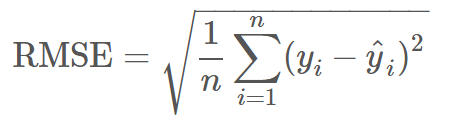 RMSE = √(1/n ∑_{i=1}^{n} (y_i − ŷ_i)²)